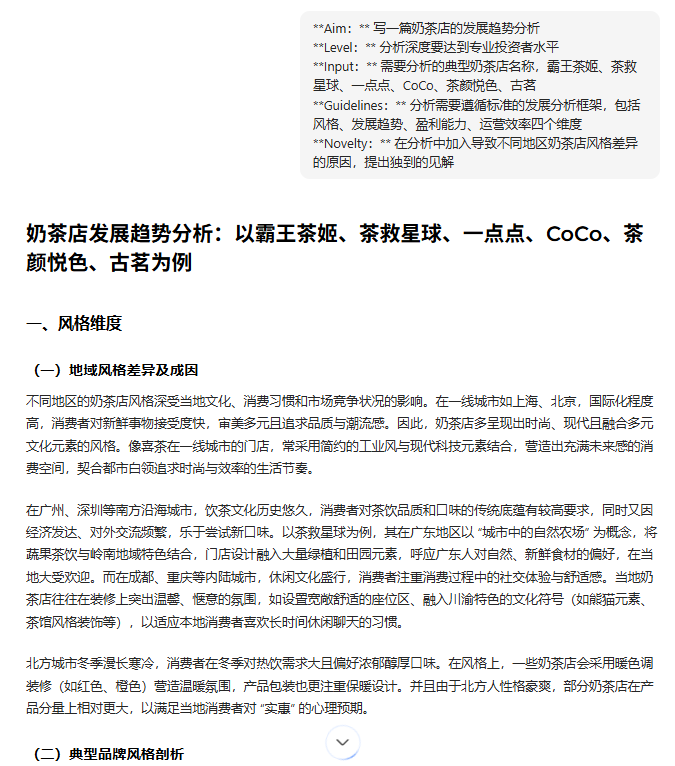 **Aim：** 写一篇奶茶店的发展趋势分析
**Level：** 分析深度要达到专业投资者水平
**Input：** 需要分析的典型奶茶店名称，霸王茶姬、茶救
星球、一点点、CoCo、茶颜悦色、古茗
**Guidelines：** 分析需要遵循标准的发展分析框架，包括
风格、发展趋势、盈利能力、运营效率四个维度
**Novelty：** 在分析中加入导致不同地区奶茶店风格差异
的原因，提出独到的见解
奶茶店发展趋势分析：以霸王茶姬、茶救星球、一点点、CoCo、茶
颜悦色、古茗为例
一、风格维度
（一）地域风格差异及成因
不同地区的奶茶店风格深受当地文化、消费习惯和市场竞争状况的影响。在一线城市如上海、北京，国际化程度
高，消费者对新鲜事物接受度快，审美多元且追求品质与潮流感。因此，奶茶店多呈现出时尚、现代且融合多元
文化元素的风格。像喜茶在一线城市的门店，常采用简约的工业风与现代科技元素结合，营造出充满未来感的消
费空间，契合都市白领追求时尚与效率的生活节奏。
在广州、深圳等南方沿海城市，饮茶文化历史悠久，消费者对茶饮品质和口味的传统底蕴有较高要求，同时又因
经济发达、对外交流频繁，乐于尝试新口味。以茶救星球为例，其在广东地区以 “城市中的自然农场” 为概念，将
蔬果茶饮与岭南地域特色结合，门店设计融入大量绿植和田园元素，呼应广东人对自然、新鲜食材的偏好，在当
地大受欢迎。而在成都、重庆等内陆城市，休闲文化盛行，消费者注重消费过程中的社交体验与舒适感。当地奶
茶店往往在装修上突出温馨、惬意的氛围，如设置宽敞舒适的座位区、融入川渝特色的文化符号（如熊猫元素、
茶馆风格装饰等），以适应本地消费者喜欢长时间休闲聊天的习惯。
北方城市冬季漫长寒冷，消费者在冬季对热饮需求大且偏好浓郁醇厚口味。在风格上，一些奶茶店会采用暖色调
装修（如红色、橙色）营造温暖氛围，产品包装也更注重保暖设计。并且由于北方人性格豪爽，部分奶茶店在产
品分量上相对更大，以满足当地消费者对 “实惠” 的心理预期。
（二）典型品牌风格剖析